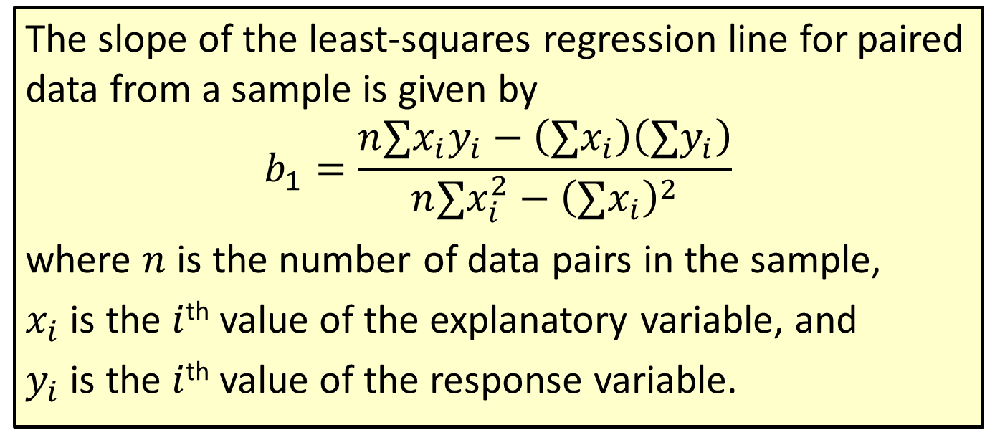 The slope of the least-squares regression line for paired
data from a sample is given by
$b_1 = \frac{n\sum x_i y_i - (\sum x_i)(\sum y_i)}{n\sum x_i^2 - (\sum x_i)^2}$
where $n$ is the number of data pairs in the sample,
$x_i$ is the $i^{\text{th}}$ value of the explanatory variable, and
$y_i$ is the $i^{\text{th}}$ value of the response variable.